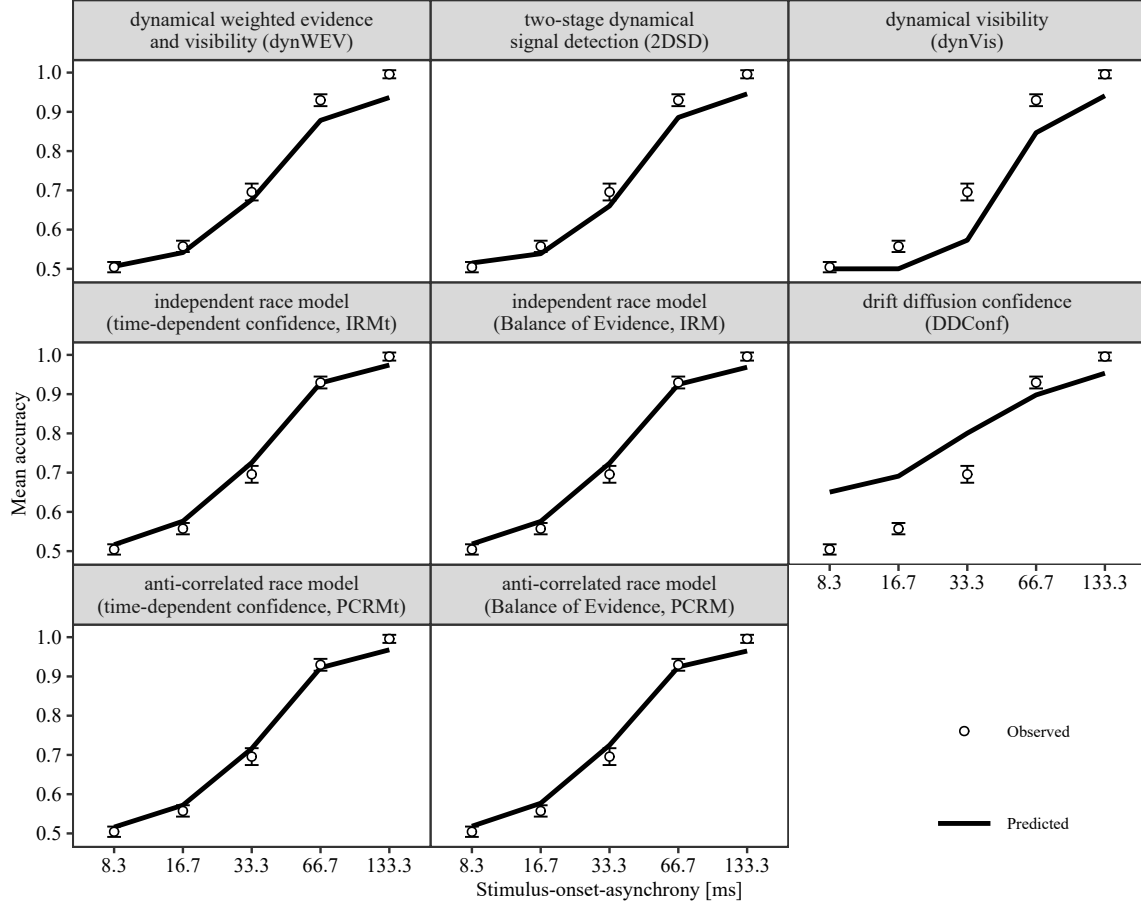 dynamical weighted evidence
and visibility (dynWEV)
two-stage dynamical
signal detection (2DSD)
dynamical visibility
(dynVis)
1.0
0.9
0.8
0.7
0.6
0.5
independent race model
(time-dependent confidence, IRMt)
independent race model
(Balance of Evidence, IRM)
drift diffusion confidence
(DDConf)
Mean accuracy
1.0
0.9
0.8
0.7
0.6
0.5
8.3 16.7 33.3 66.7 133.3
anti-correlated race model
(time-dependent confidence, PCRMt)
anti-correlated race model
(Balance of Evidence, PCRM)
1.0
0.9
0.8
0.7
0.6
0.5
Observed
Predicted
8.3 16.7 33.3 66.7 133.3
8.3 16.7 33.3 66.7 133.3
Stimulus-onset-asynchrony [ms]